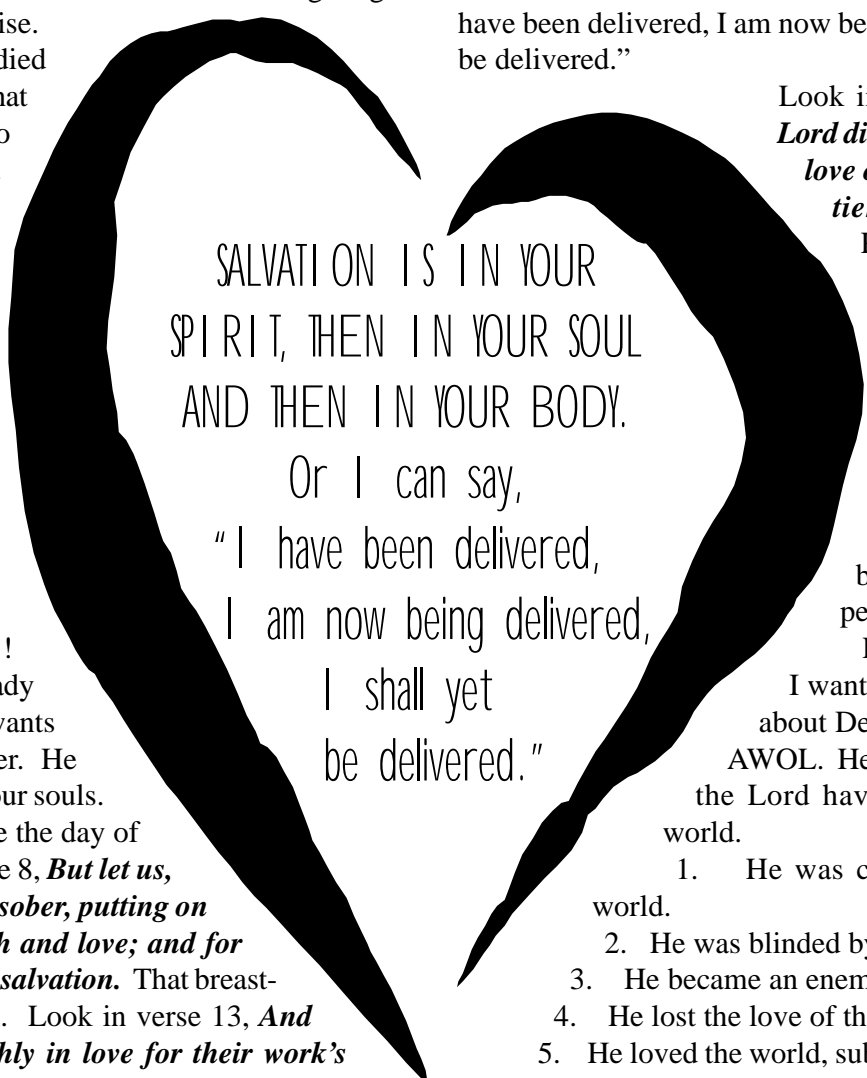 ise.
died
hat
o
!
ady
wants
er. He
our souls.
e the day of
e 8, But let us,
sober, putting on
h and love; and for
salvation. That breast-
. Look in verse 13, And
hly in love for their work's
SALVATION IS IN YOUR
SPIRIT, THEN IN YOUR SOUL
AND THEN IN YOUR BODY.
Or I can say,
"I have been delivered,
I am now being delivered,
I shall yet
be delivered."
have been delivered, I am now be
be delivered.”
Look i
Lord di
love
tie
b
pe
I want
about De
AWOL. He
the Lord hav
world.
1. He was c
world.
2. He was blinded by
3. He became an enem
4. He lost the love of th
5. He loved the world, sub